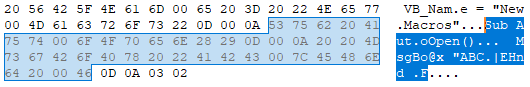 20 56 42 5F 4E 61 6D 00 65 20 3D 20 22 4E 65 77  VB_Nam.e = "New
00 4D 61 63 72 6F 73 22 0D 00 0A 53 75 62 20 41 .Macros"...Sub A
75 74 00 6F 4F 70 65 6E 28 29 0D 00 0A 20 20 4D ut.oOpen()...  M
73 67 42 6F 40 78 20 22 41 42 43 00 7C 45 48 6E sgBo@x "ABC.|EHn
64 20 00 46 0D 0A 03 02 d .F....